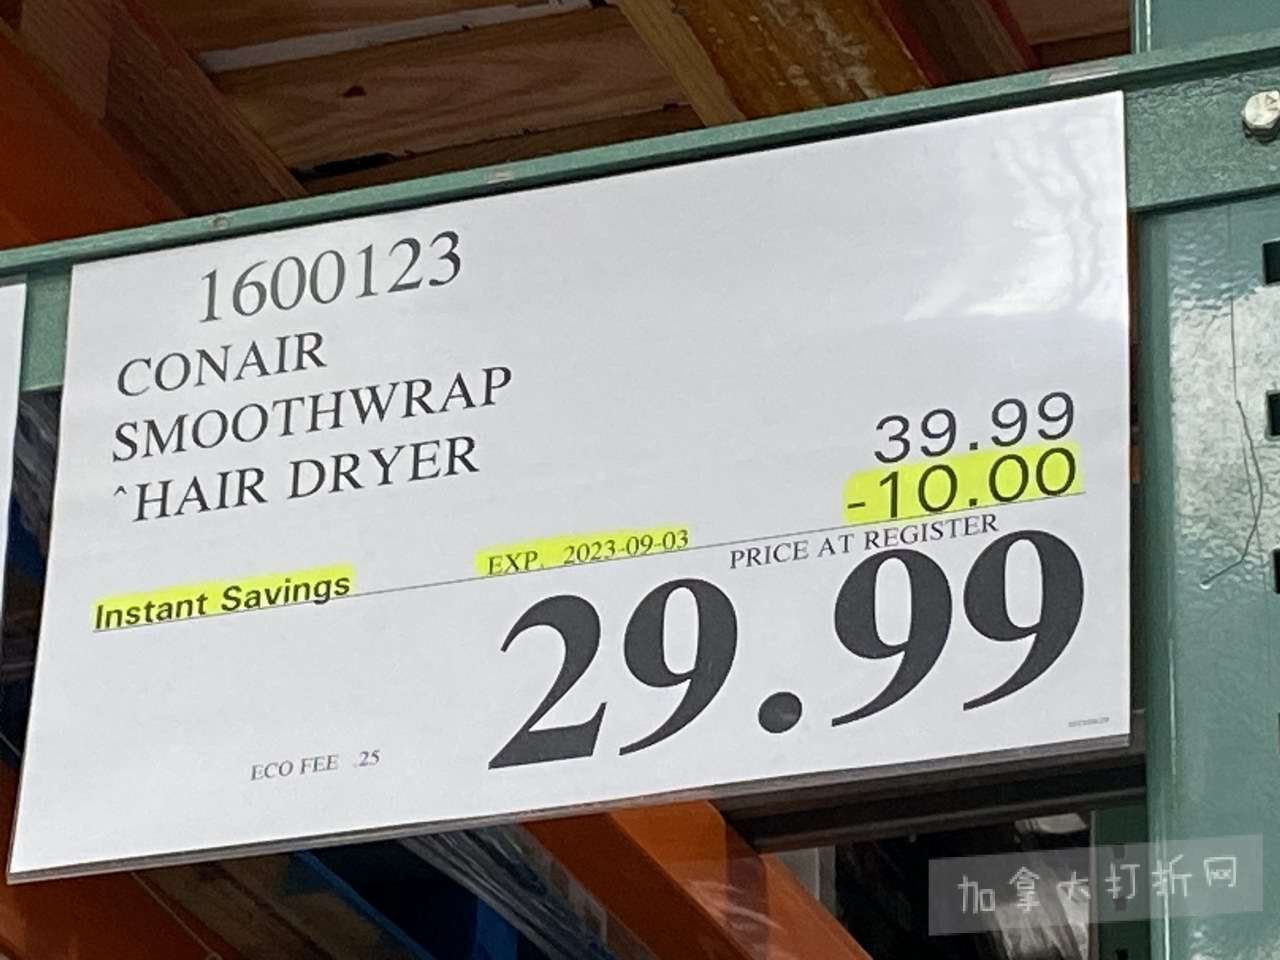 1600123
CONAIR
SMOOTHWRAP
^HAIR DRYER
39.99
-10.00
Instant Savings
EXP. 2023-09-03
PRICE AT REGISTER
29.99
ECO FEE .25
加拿大打折网